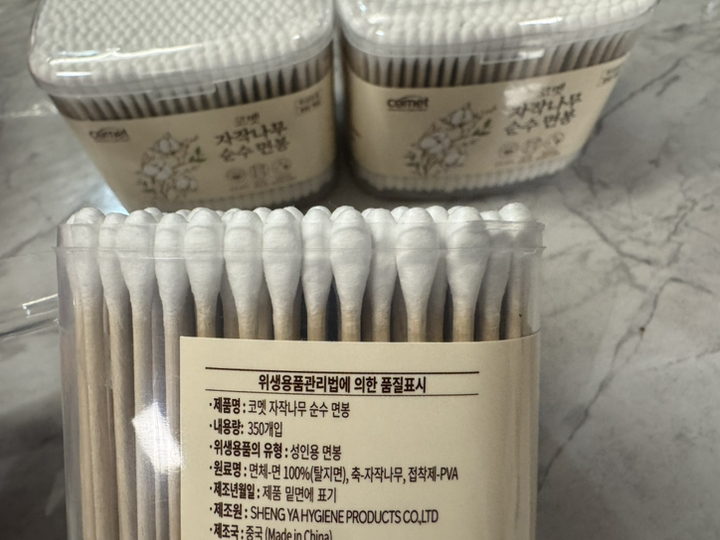 comet
코멧
자작나무
순수 면봉
comet
코멧
자작나무
순수 면봉
위생용품관리법에 의한 품질표시
·제품명 : 코멧 자작나무 순수 면봉
·내용량: 350개입
·위생용품의 유형 : 성인용 면봉
·원료명 : 면체-면 100%(탈지면), 축-자작나무, 접착제-PVA
·제조년월일 : 제품 밑면에 표기
·제조원 : SHENG YA HYGIENE PRODUCTS CO.,LTD
·제조국 : 중국 (Made in China)